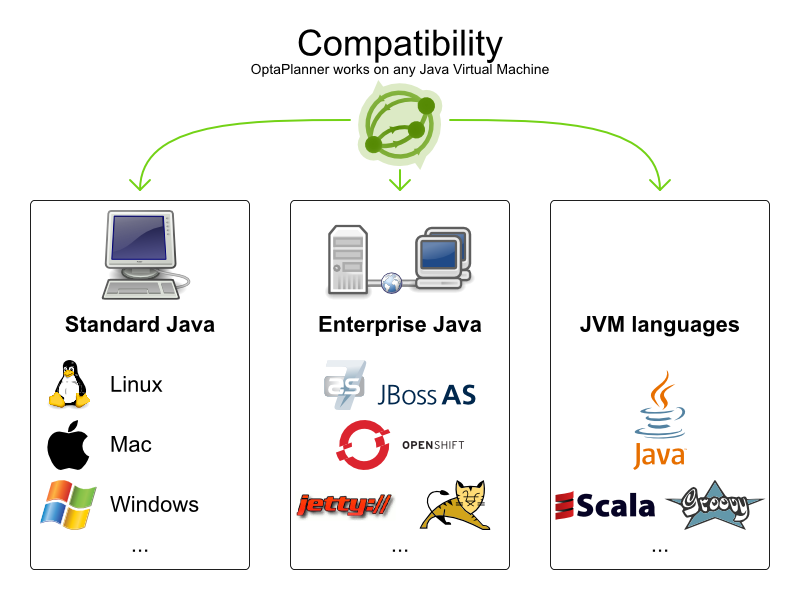 Compatibility
OptaPlanner works on any Java Virtual Machine
Standard Java
Linux
Mac
Windows
...
Enterprise Java
7
AS
JBoss AS
OPENSHIFT
jetty://
...
JVM languages
Java
Scala
Groovy
...